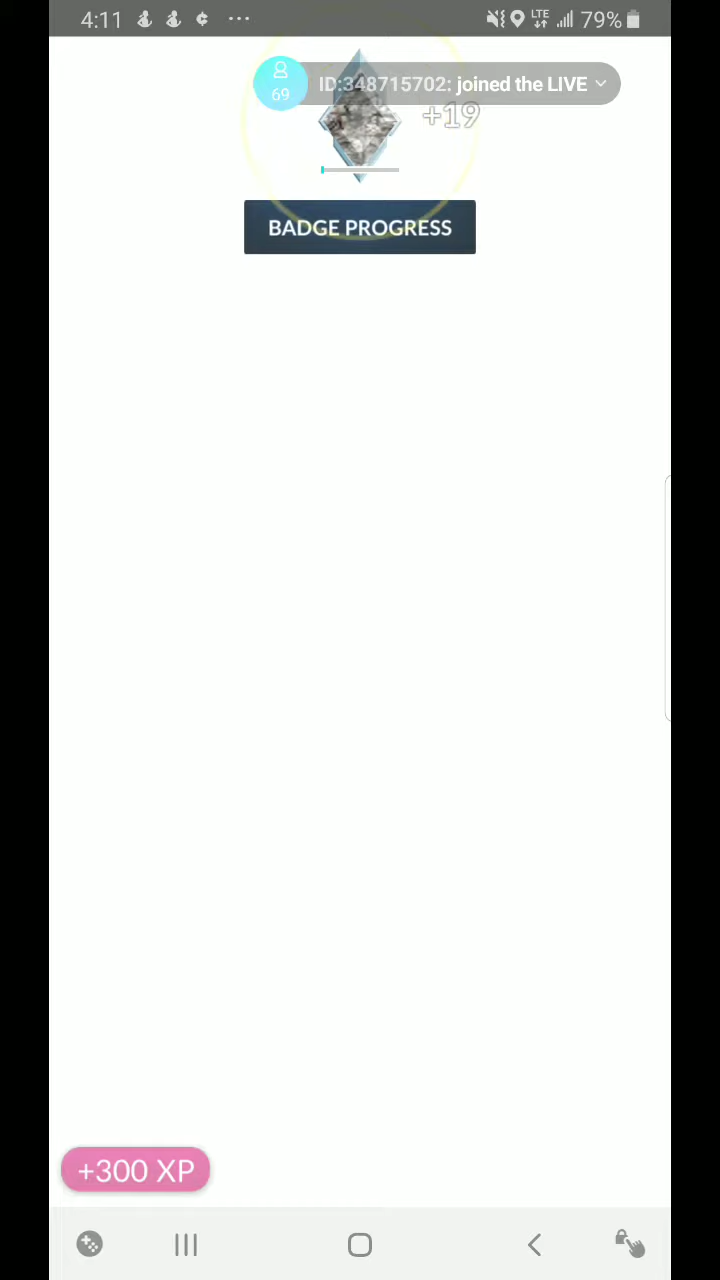 4:11
LTE
79%
69
ID:348715702: joined the LIVE
+19
BADGE PROGRESS
+300 XP